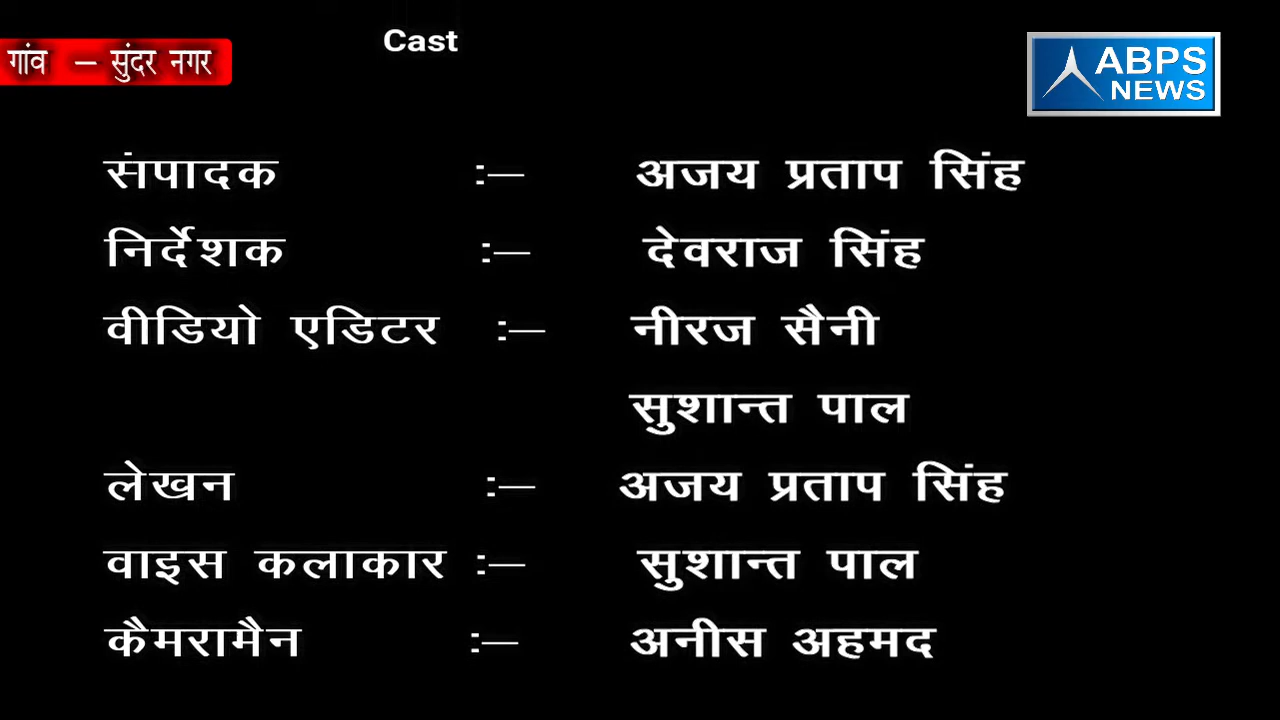 Cast
गांव – सुंदर नगर
ABPS
NEWS
संपादक :— अजय प्रताप सिंह
निर्देशक :— देवराज सिंह
वीडियो एडिटर :— नीरज सैनी
सुशान्त पाल
लेखन :— अजय प्रताप सिंह
वाइस कलाकार :— सुशान्त पाल
कैमरामैन :— अनीस अहमद